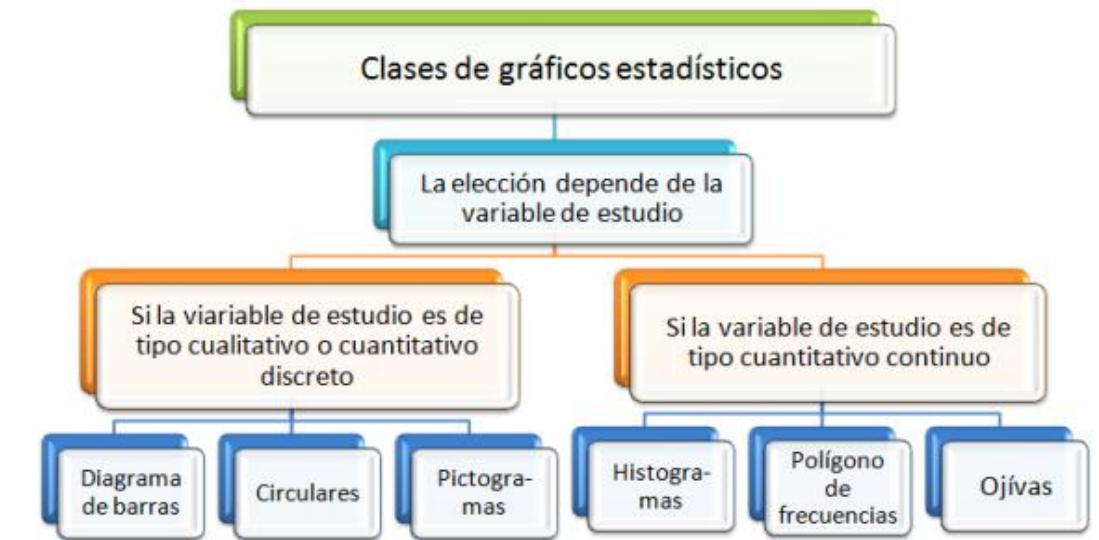 Clases de gráficos estadísticos
La elección depende de la
variable de estudio
Si la viariable de estudio es de
tipo cualitativo o cuantitativo
discreto
Si la variable de estudio es de
tipo cuantitativo continuo
Diagrama
de barras
Circulares
Pictogra-
mas
Histogra-
mas
Polígono
de
frecuencias
Ojívas